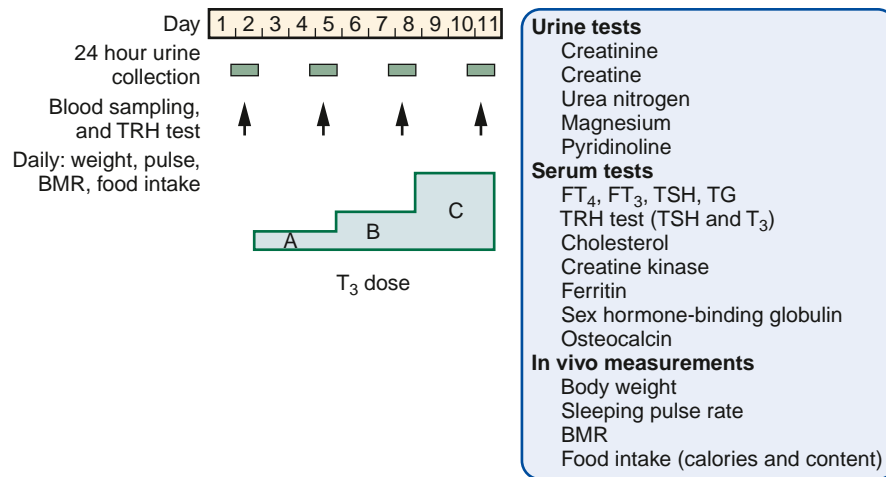 Day 1 2 3 4 5 6 7 8 9 10 11
24 hour urine
collection
Blood sampling,
and TRH test
Daily: weight, pulse,
BMR, food intake
A
B
C
T₃ dose
Urine tests
Creatinine
Creatine
Urea nitrogen
Magnesium
Pyridinoline
Serum tests
FT₄, FT₃, TSH, TG
TRH test (TSH and T₃)
Cholesterol
Creatine kinase
Ferritin
Sex hormone-binding globulin
Osteocalcin
In vivo measurements
Body weight
Sleeping pulse rate
BMR
Food intake (calories and content)